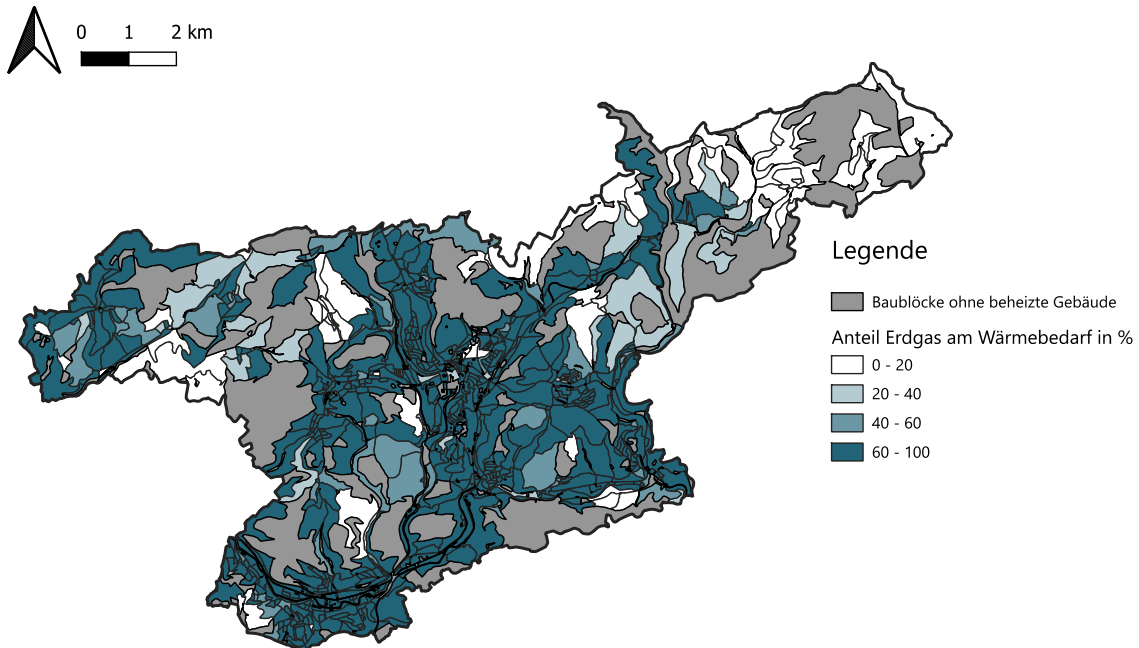 0 1 2 km
Legende
Baublöcke ohne beheizte Gebäude
Anteil Erdgas am Wärmebedarf in %
0 - 20
20 - 40
40 - 60
60 - 100